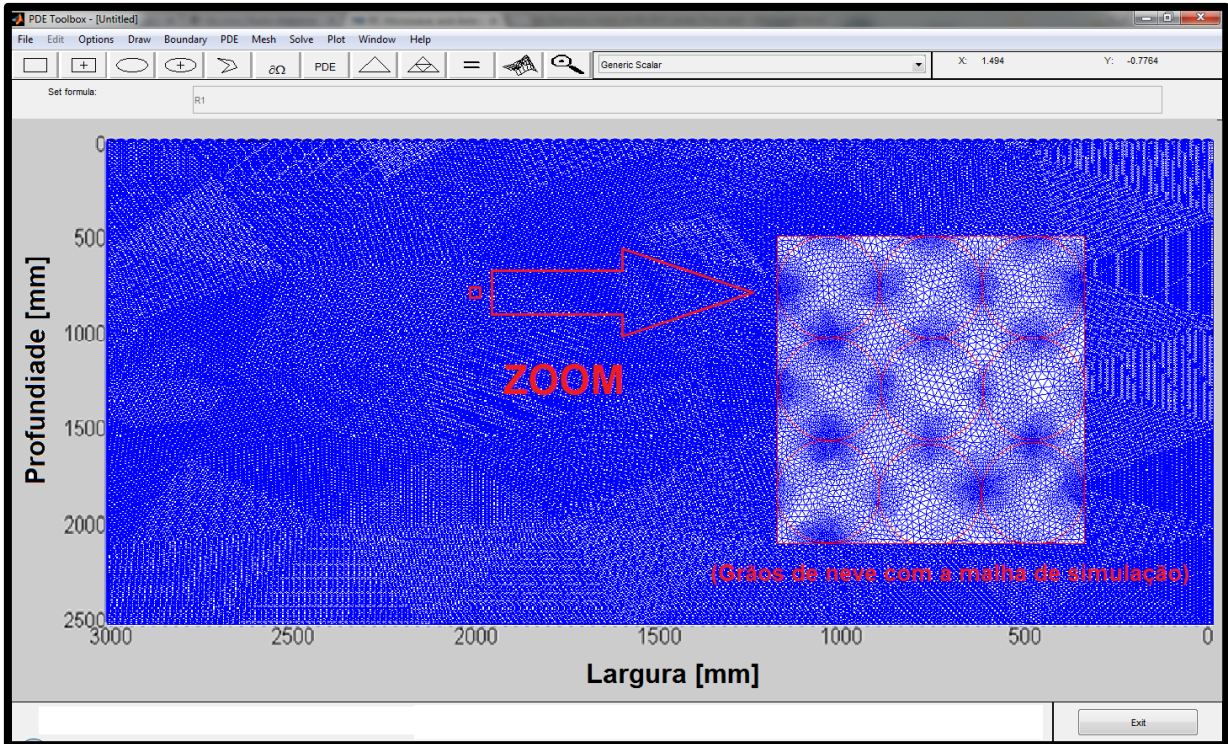 PDE Toolbox - [Untitled]
File Edit Options Draw Boundary PDE Mesh Solve Plot Window Help
∂Ω PDE = Generic Scalar X: 1.494 Y: -0.7764
Set formula: R1
0
500
1000
1500
2000
2500
Profundiade [mm]
ZOOM
(Grãos de neve com a malha de simulação)
3000 2500 2000 1500 1000 500 0
Largura [mm]
Exit